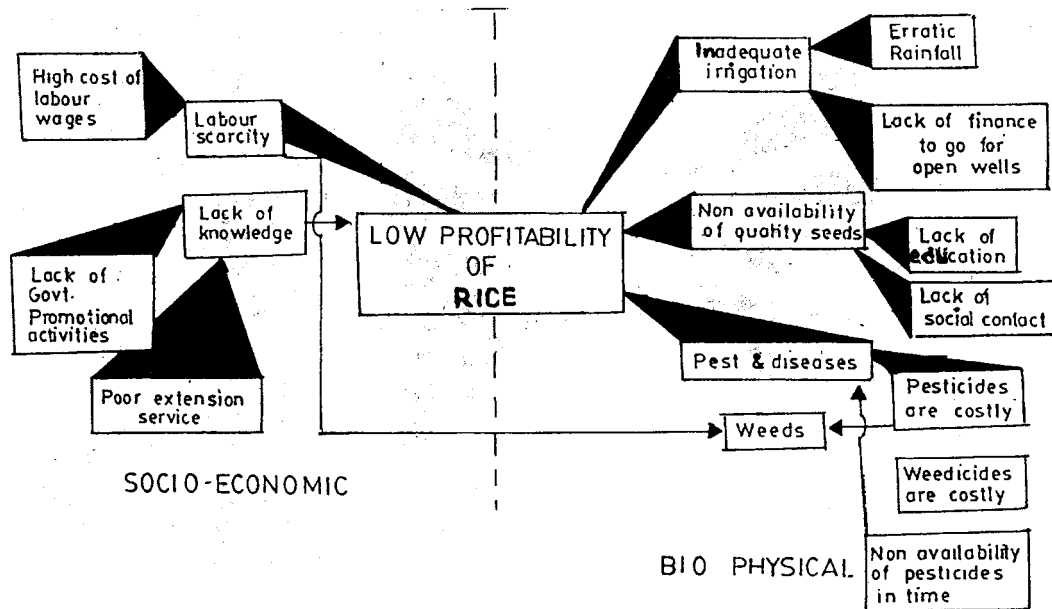 High cost of
labour
wages
Labour
scarcity
Lack of
knowledge
Lack of
Govt.
Promotional
activities
Poor extension
service
SOCIO-ECONOMIC
LOW PROFITABILITY
OF
RICE
Inadequate
irrigation
Erratic
Rainfall
Lack of finance
to go for
open wells
Non availability
of quality seeds
Lack of
education
Lack of
social contact
Pest & diseases
Pesticides
are costly
Weeds
Weedicides
are costly
Non availability
of pesticides
in time
BIO PHYSICAL